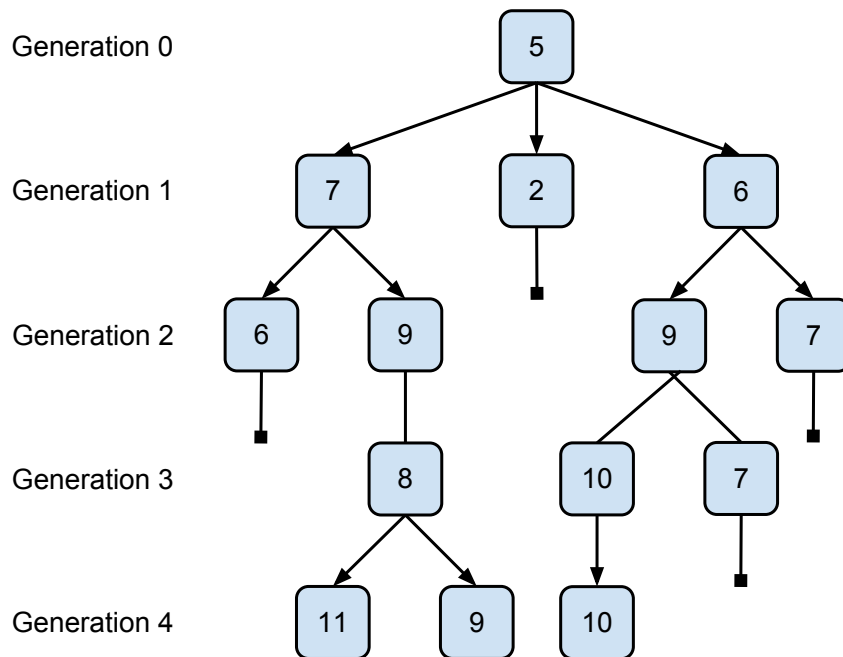 Generation 0 5
Generation 1 7 2 6
Generation 2 6 9 9 7
Generation 3 8 10 7
Generation 4 11 9 10